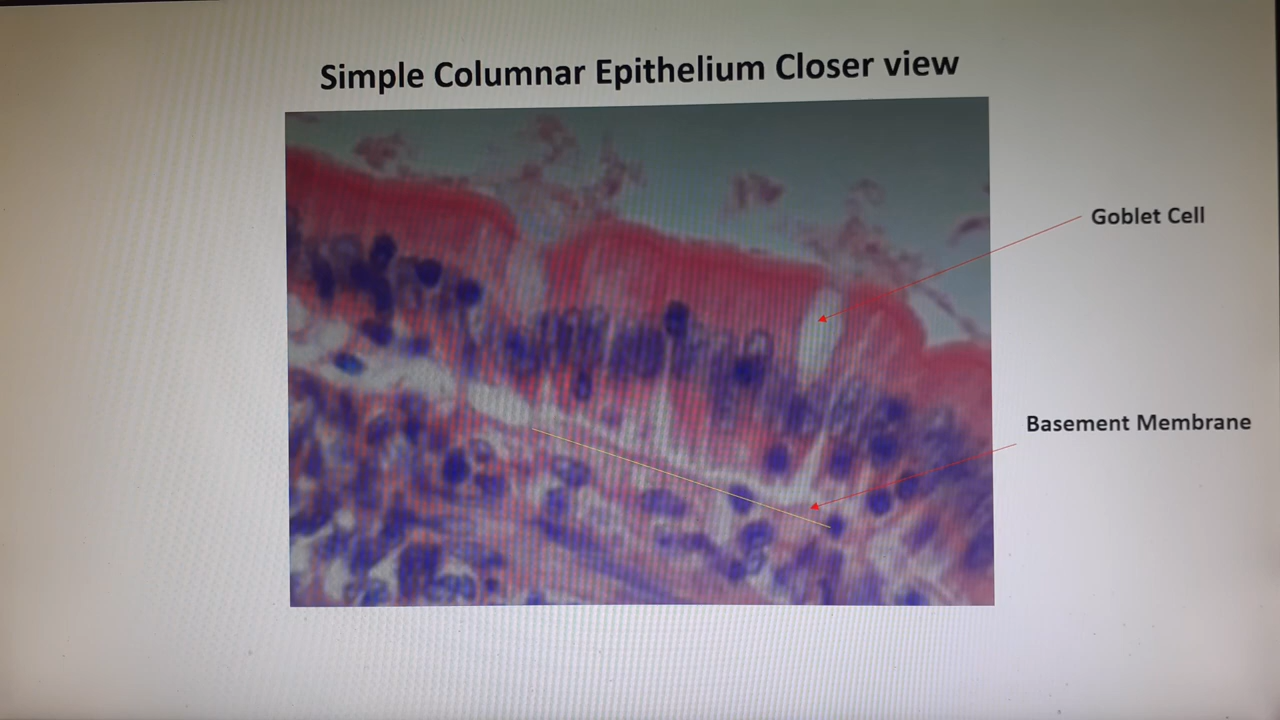 Simple Columnar Epithelium Closer view
Goblet Cell
Basement Membrane